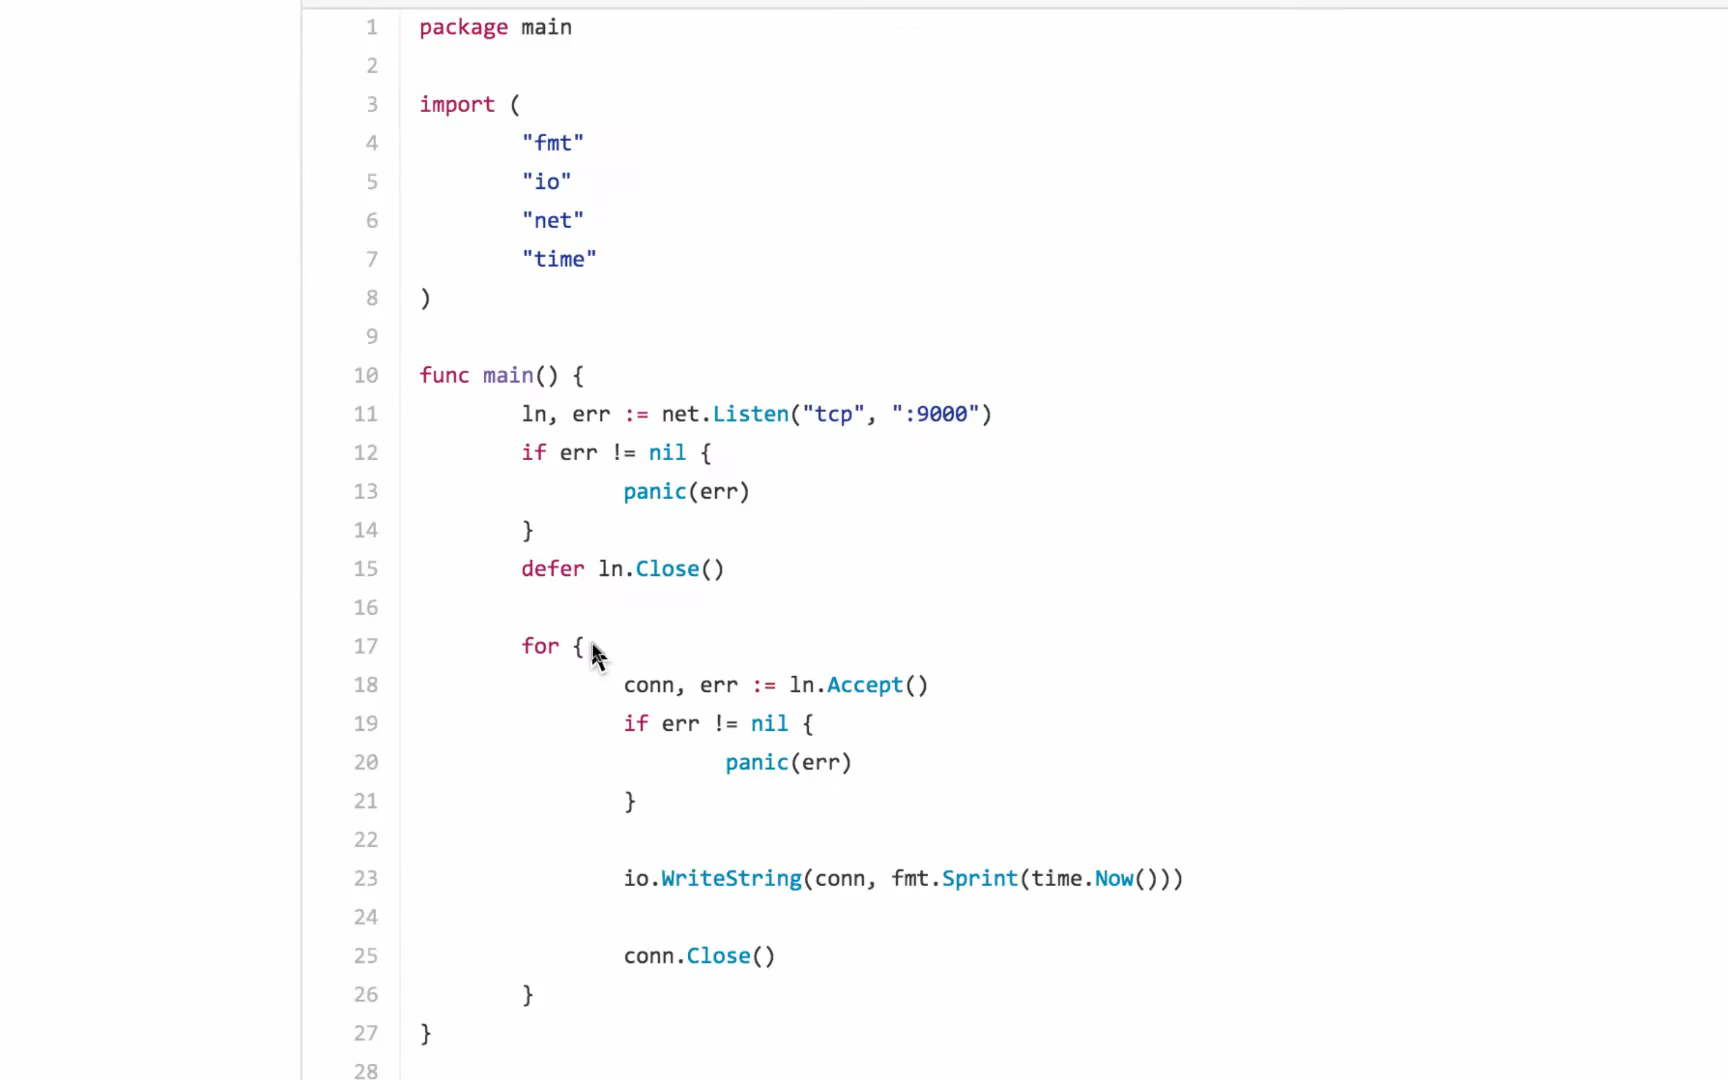 1 package main
2
3 import (
4 "fmt"
5 "io"
6 "net"
7 "time"
8 )
9
10 func main() {
11 ln, err := net.Listen("tcp", ":9000")
12 if err != nil {
13 panic(err)
14 }
15 defer ln.Close()
16
17 for {
18 conn, err := ln.Accept()
19 if err != nil {
20 panic(err)
21 }
22
23 io.WriteString(conn, fmt.Sprint(time.Now()))
24
25 conn.Close()
26 }
27 }
28